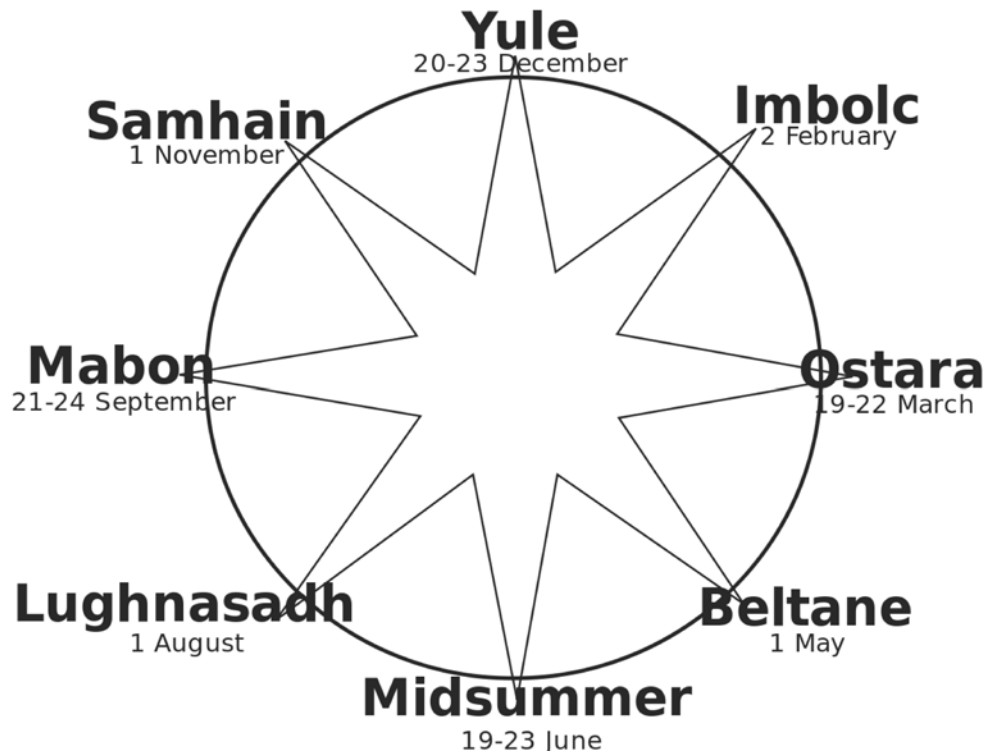 Yule
20-23 December
Imbolc
2 February
Samhain
1 November
Mabon
21-24 September
Ostara
19-22 March
Lughnasadh
1 August
Beltane
1 May
Midsummer
19-23 June